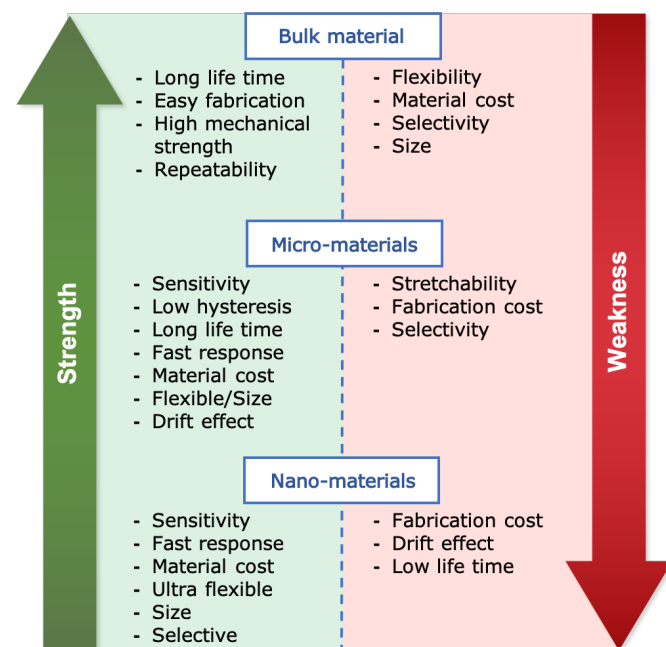 Bulk material
- Long life time
- Easy fabrication
- High mechanical
strength
- Repeatability
- Flexibility
- Material cost
- Selectivity
- Size
Micro-materials
- Sensitivity
- Low hysteresis
- Long life time
- Fast response
- Material cost
- Flexible/Size
- Drift effect
- Stretchability
- Fabrication cost
- Selectivity
Nano-materials
- Sensitivity
- Fast response
- Material cost
- Ultra flexible
- Size
- Selective
- Fabrication cost
- Drift effect
- Low life time
Strength
Weakness